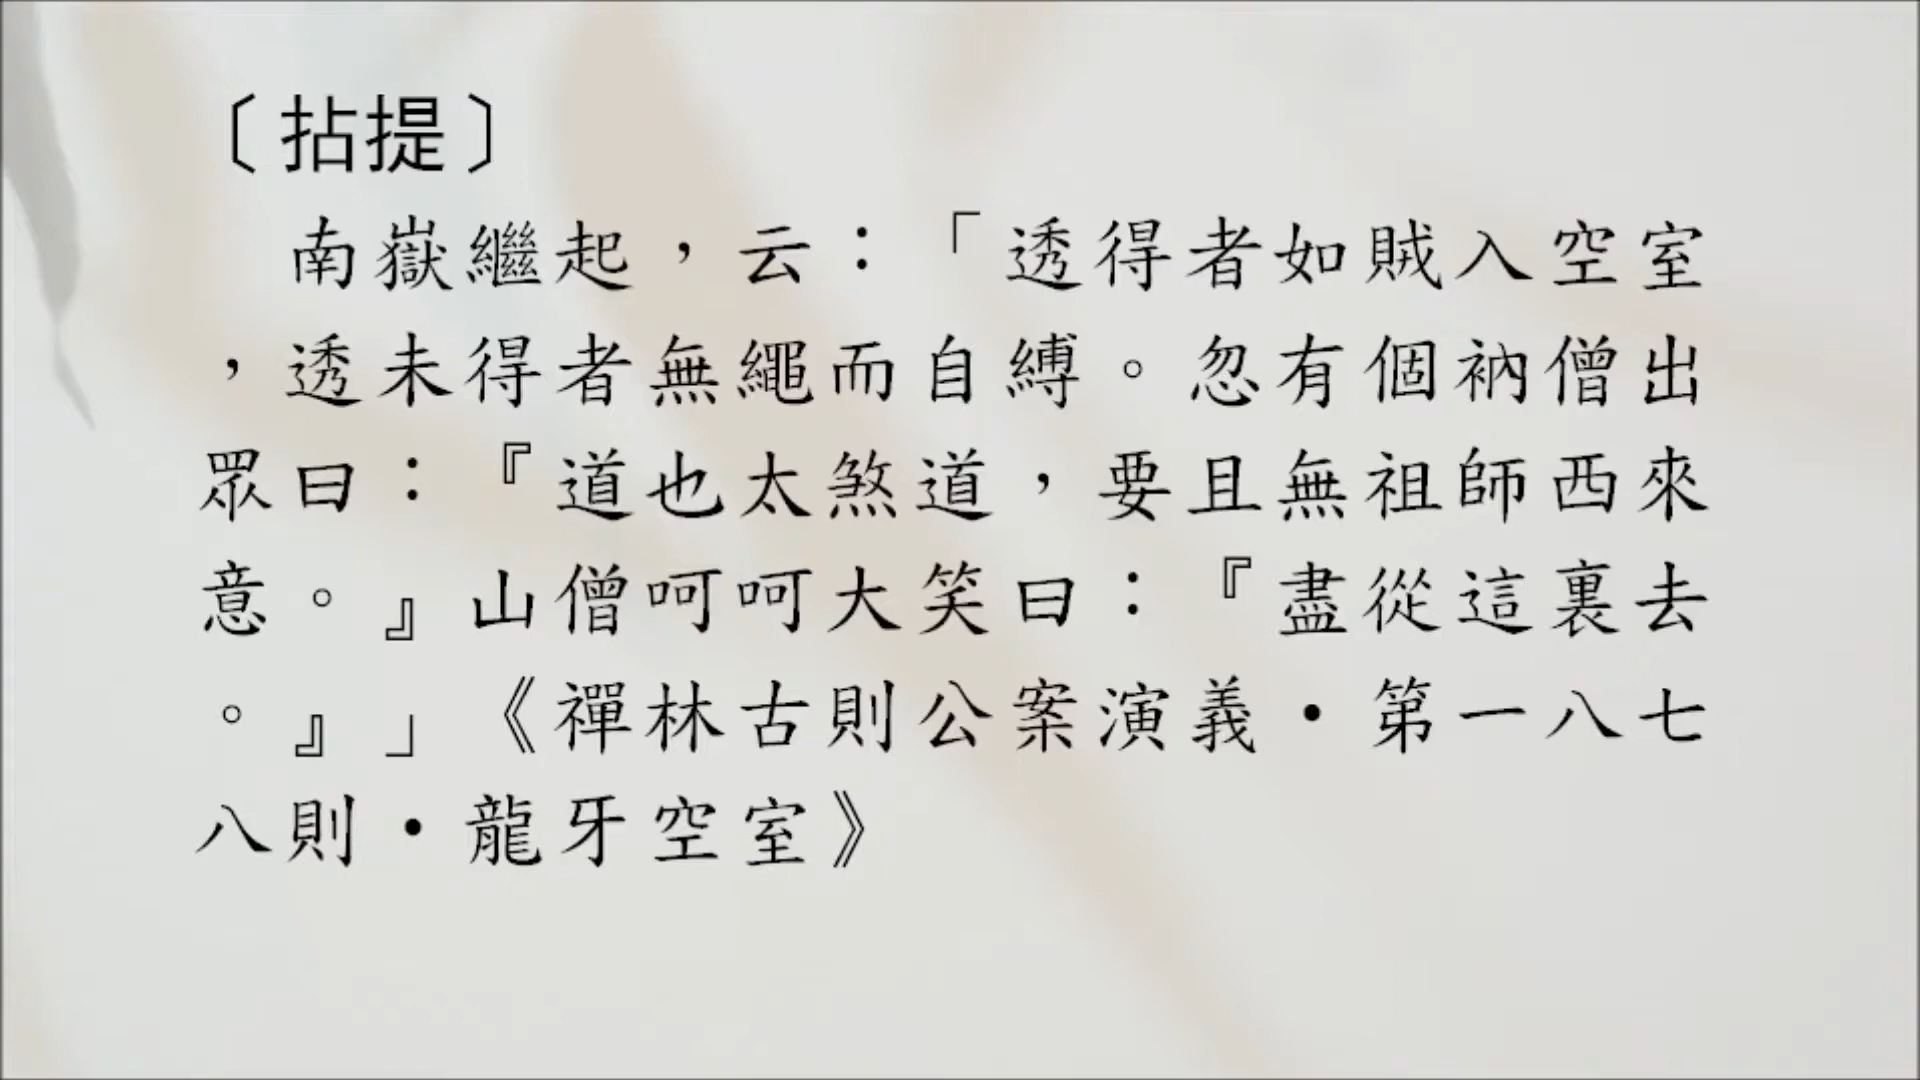 〔拈提〕
南嶽繼起，云：「透得者如賊入空室
，透未得者無繩而自縛。忽有個衲僧出
眾曰：『道也太煞道，要且無祖師西來
意。』山僧呵呵大笑曰：『盡從這裏去
。』」《禪林古則公案演義·第一八七
八則·龍牙空室》